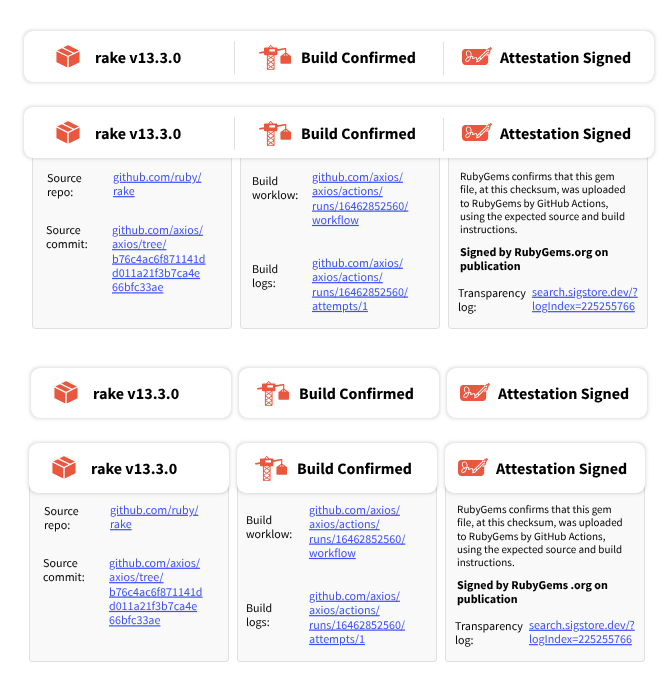 rake v13.3.0
Build Confirmed
Attestation Signed
rake v13.3.0
Build Confirmed
Attestation Signed
Source
repo:
github.com/ruby/
rake
Source
commit:
github.com/axios/
axios/tree/
b76c4ac6f871141d
d011a21f3b7ca4e
66bfc33ae
Build
worklow:
github.com/axios/
axios/actions/
runs/16462852560/
workflow
Build
logs:
github.com/axios/
axios/actions/
runs/16462852560/
attempts/1
RubyGems confirms that this gem
file, at this checksum, was uploaded
to RubyGems by GitHub Actions,
using the expected source and build
instructions.
Signed by RubyGems.org on
publication
Transparency
log:
search.sigstore.dev/?
logIndex=225255766
rake v13.3.0
Build Confirmed
Attestation Signed
rake v13.3.0
Build Confirmed
Attestation Signed
Source
repo:
github.com/ruby/
rake
Source
commit:
github.com/axios/
axios/tree/
b76c4ac6f871141d
d011a21f3b7ca4e
66bfc33ae
Build
worklow:
github.com/axios/
axios/actions/
runs/16462852560/
workflow
Build
logs:
github.com/axios/
axios/actions/
runs/16462852560/
attempts/1
RubyGems confirms that this gem
file, at this checksum, was uploaded
to RubyGems by GitHub Actions,
using the expected source and build
instructions.
Signed by RubyGems .org on
publication
Transparency
log:
search.sigstore.dev/?
logIndex=225255766